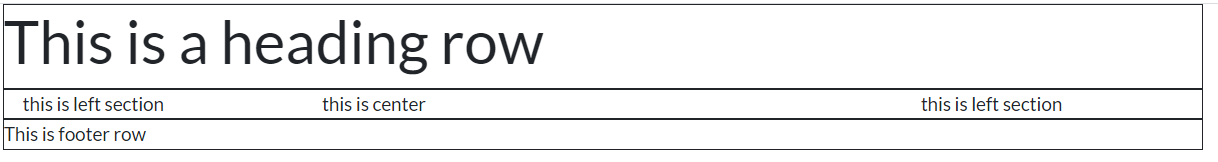 This is a heading row
this is left section this is center this is left section
This is footer row